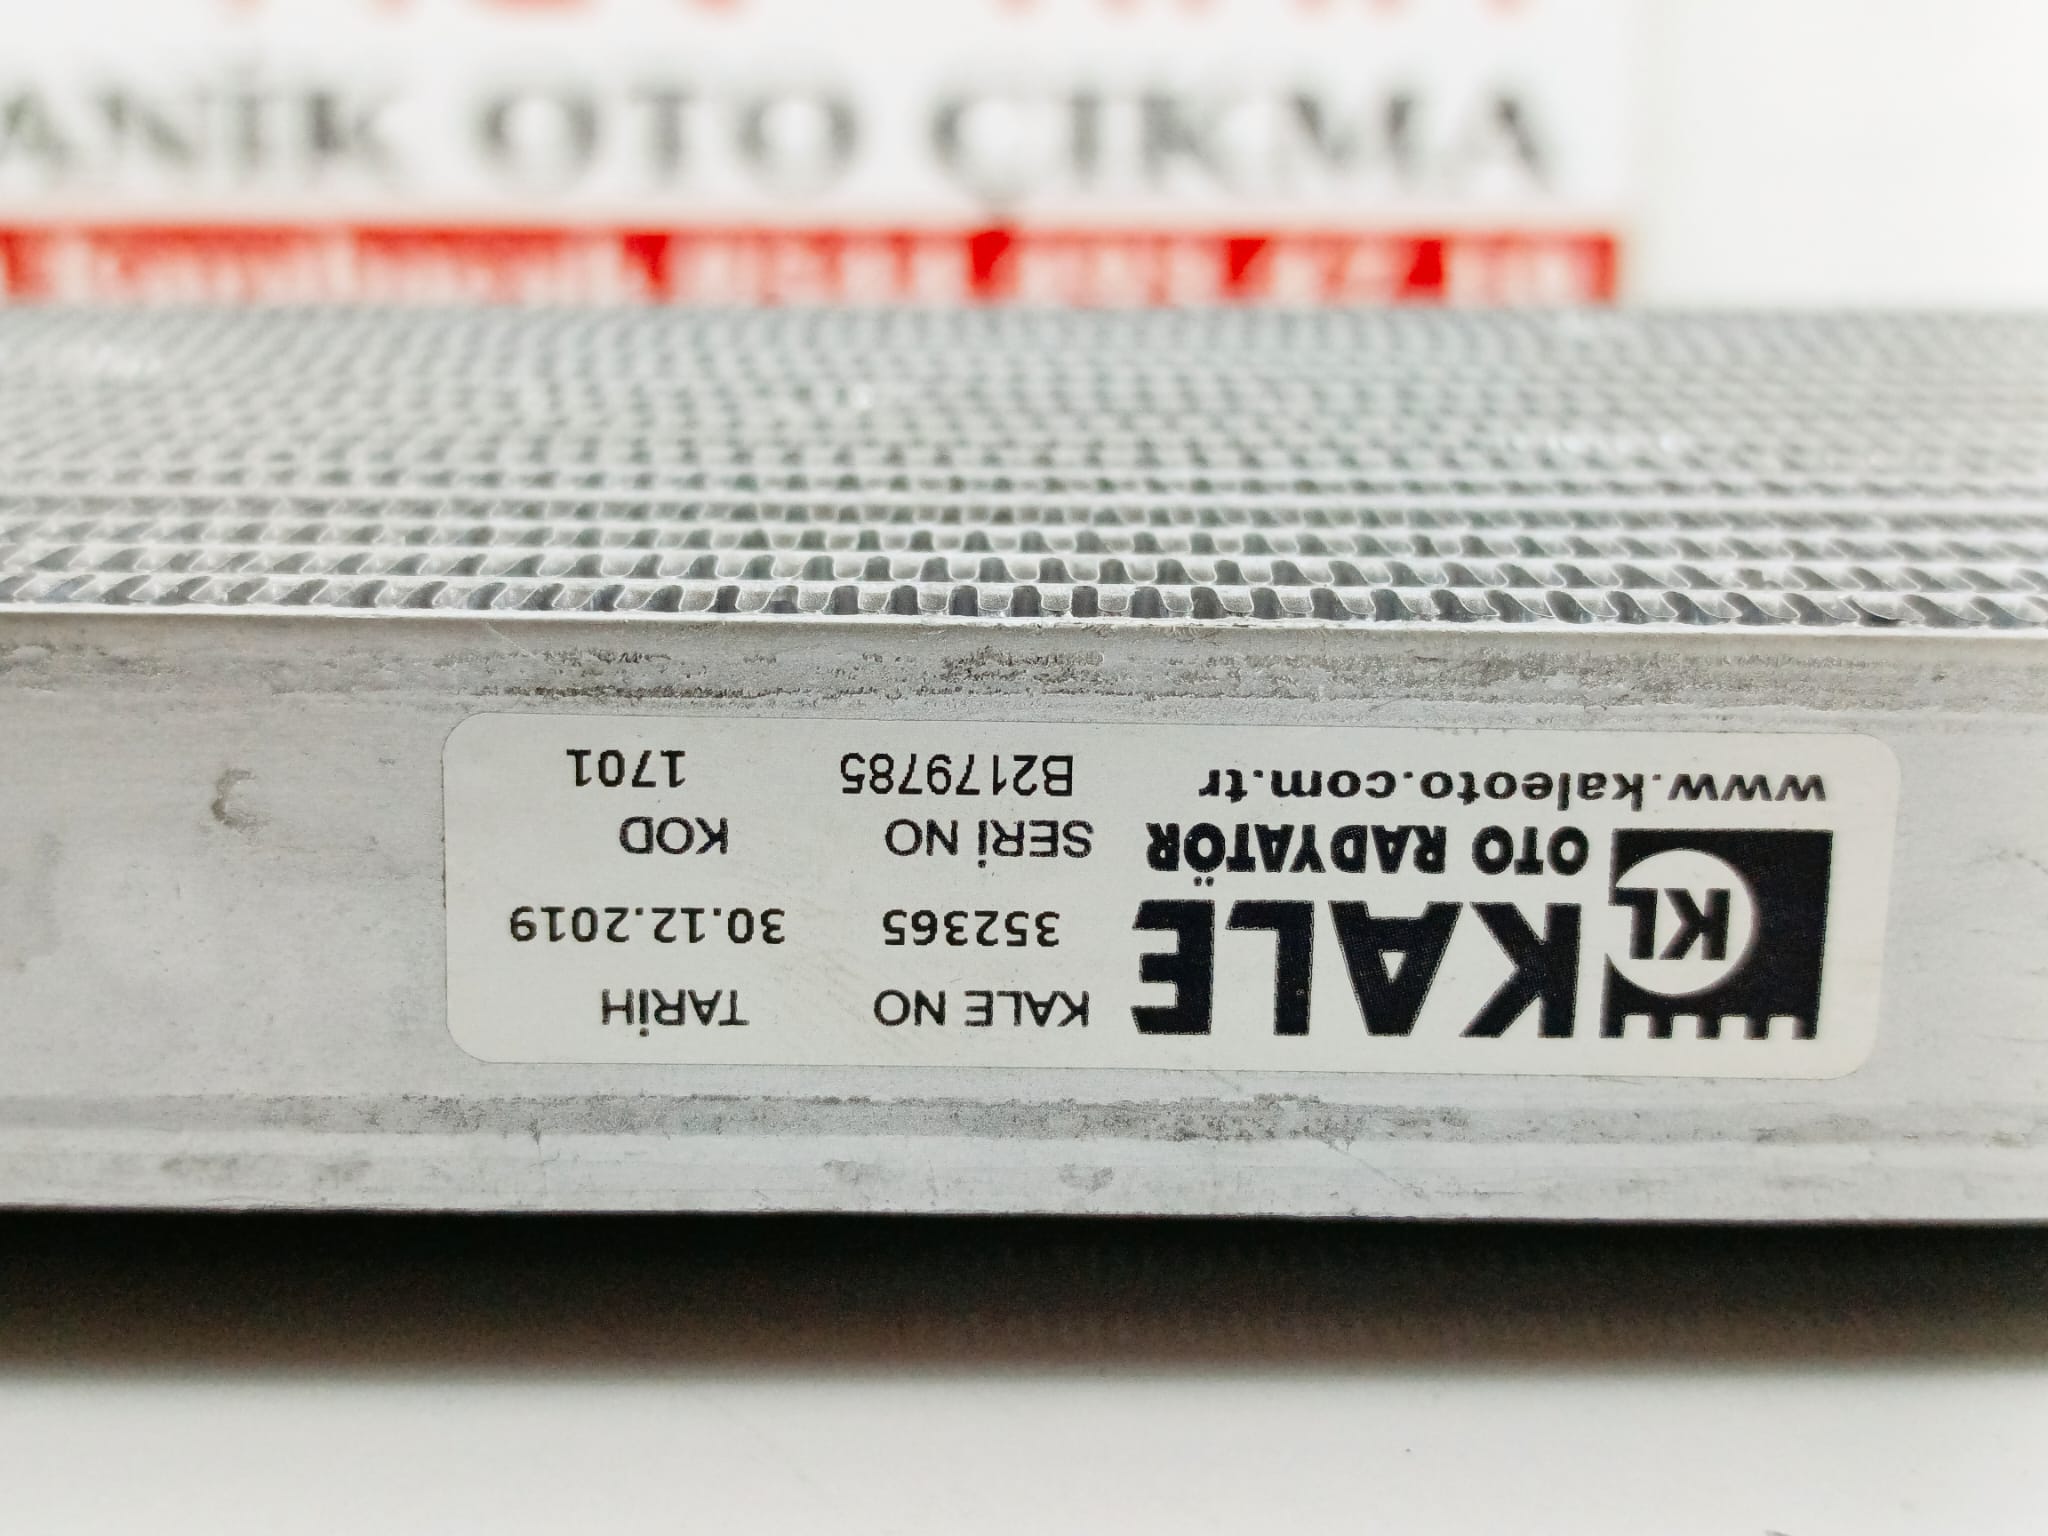 ANİK OTO ÇIKMA
KL
KALE
OTO RADYATÖR
www.kaleoto.com.tr
KALE NO
352365
SERİ NO
B2179785
TARİH
30.12.2019
KOD
1701